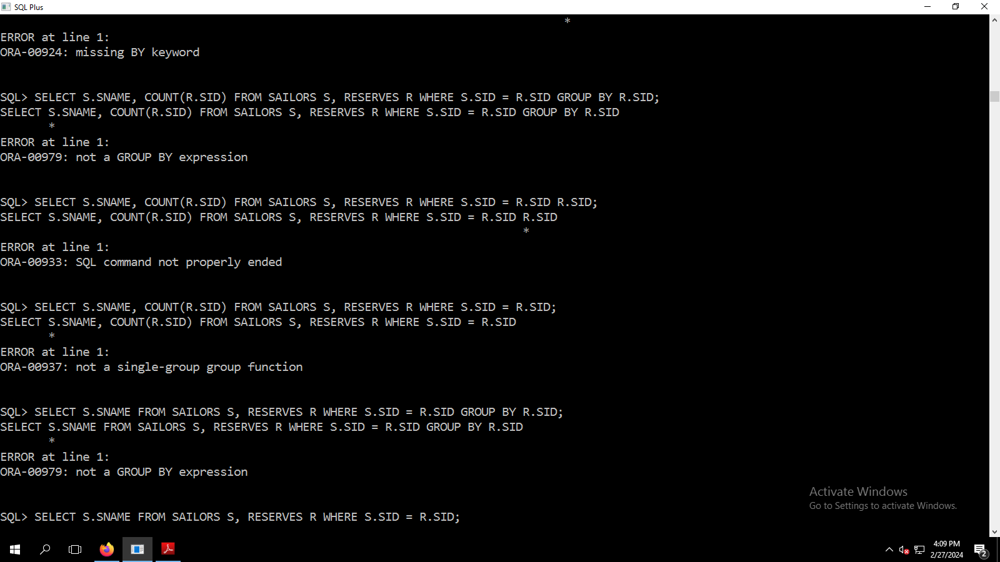 SQL Plus
*
ERROR at line 1:
ORA-00924: missing BY keyword
SQL> SELECT S.SNAME, COUNT(R.SID) FROM SAILORS S, RESERVES R WHERE S.SID = R.SID GROUP BY R.SID;
SELECT S.SNAME, COUNT(R.SID) FROM SAILORS S, RESERVES R WHERE S.SID = R.SID GROUP BY R.SID
*
ERROR at line 1:
ORA-00979: not a GROUP BY expression
SQL> SELECT S.SNAME, COUNT(R.SID) FROM SAILORS S, RESERVES R WHERE S.SID = R.SID R.SID;
SELECT S.SNAME, COUNT(R.SID) FROM SAILORS S, RESERVES R WHERE S.SID = R.SID R.SID
*
ERROR at line 1:
ORA-00933: SQL command not properly ended
SQL> SELECT S.SNAME, COUNT(R.SID) FROM SAILORS S, RESERVES R WHERE S.SID = R.SID;
SELECT S.SNAME, COUNT(R.SID) FROM SAILORS S, RESERVES R WHERE S.SID = R.SID
*
ERROR at line 1:
ORA-00937: not a single-group group function
SQL> SELECT S.SNAME FROM SAILORS S, RESERVES R WHERE S.SID = R.SID GROUP BY R.SID;
SELECT S.SNAME FROM SAILORS S, RESERVES R WHERE S.SID = R.SID GROUP BY R.SID
*
ERROR at line 1:
ORA-00979: not a GROUP BY expression
SQL> SELECT S.SNAME FROM SAILORS S, RESERVES R WHERE S.SID = R.SID;
Activate Windows
Go to Settings to activate Windows.
4:09 PM
2/27/2024
2